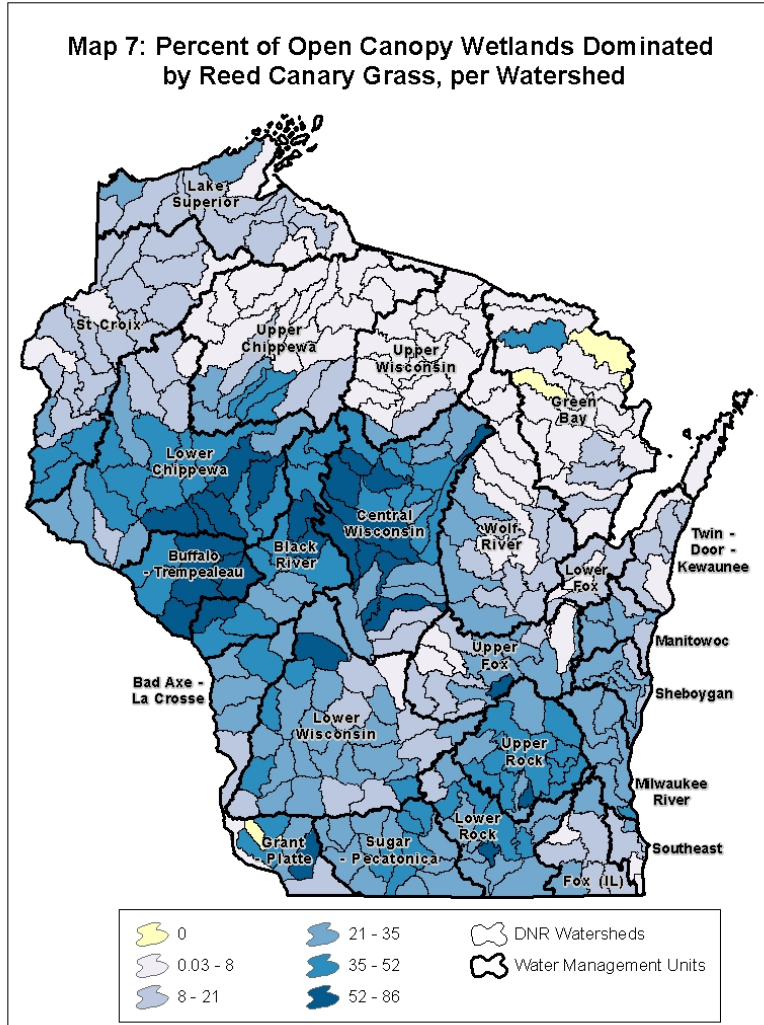 Map 7: Percent of Open Canopy Wetlands Dominated
by Reed Canary Grass, per Watershed
Lake
Superior
St Croix
Upper
Chippewa
Upper
Wisconsin
Green
Bay
Lower
Chippewa
Central
Wisconsin
Wolf
River
Twin -
Door -
Kewaunee
Buffalo
- Trempealeau
Black
River
Lower
Fox
Manitowoc
Upper
Fox
Bad Axe -
La Crosse
Sheboygan
Lower
Wisconsin
Upper
Rock
Milwaukee
River
Lower
Rock
Grant
- Platte
Sugar
- Pecatonica
Southeast
Fox (IL)
0
0.03 - 8
8 - 21
21 - 35
35 - 52
52 - 86
DNR Watersheds
Water Management Units